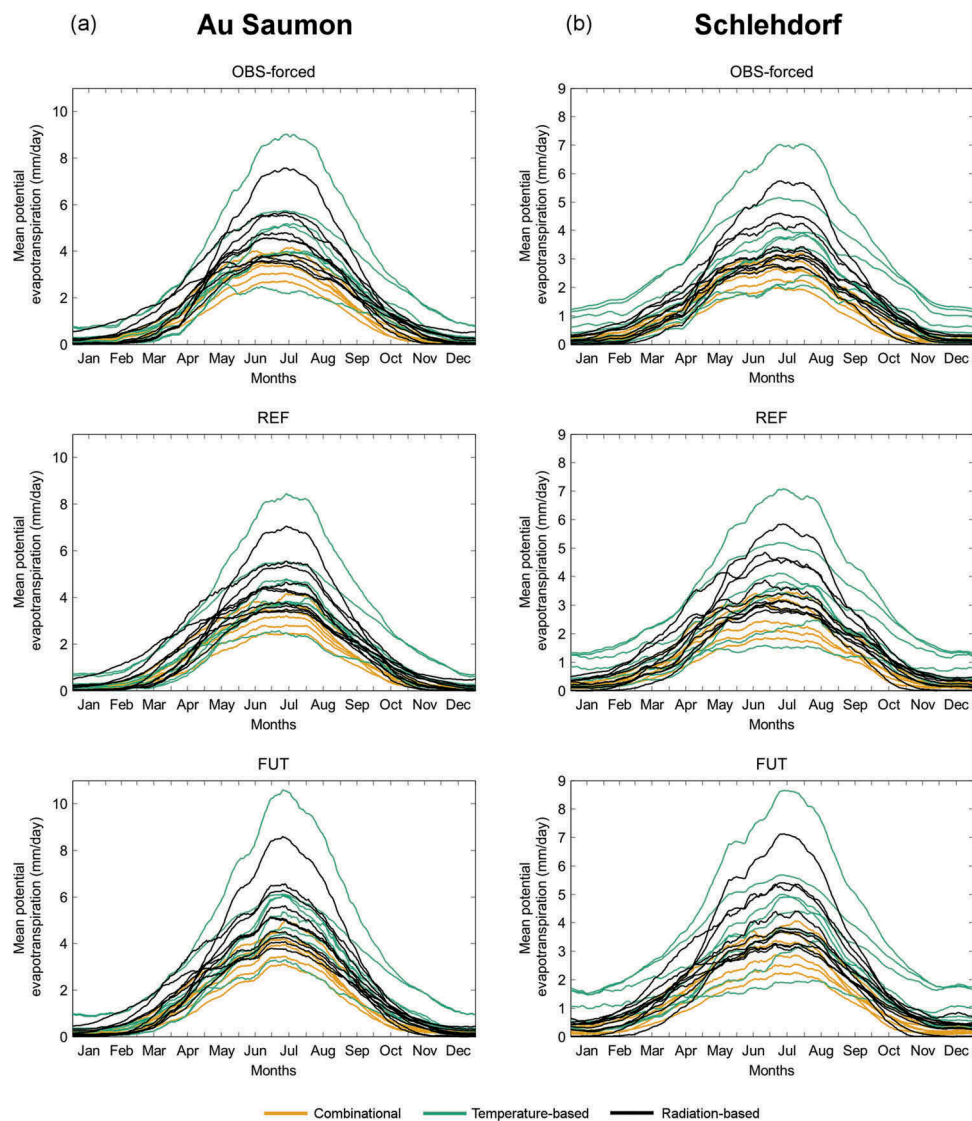 (a) Au Saumon
(b) Schlehdorf
OBS-forced
Mean potential
evapotranspiration (mm/day)
10
8
6
4
2
0
Jan Feb Mar Apr May Jun Jul Aug Sep Oct Nov Dec
Months
OBS-forced
Mean potential
evapotranspiration (mm/day)
9
8
7
6
5
4
3
2
1
0
Jan Feb Mar Apr May Jun Jul Aug Sep Oct Nov Dec
Months
REF
Mean potential
evapotranspiration (mm/day)
10
8
6
4
2
0
Jan Feb Mar Apr May Jun Jul Aug Sep Oct Nov Dec
Months
REF
Mean potential
evapotranspiration (mm/day)
9
8
7
6
5
4
3
2
1
0
Jan Feb Mar Apr May Jun Jul Aug Sep Oct Nov Dec
Months
FUT
Mean potential
evapotranspiration (mm/day)
10
8
6
4
2
0
Jan Feb Mar Apr May Jun Jul Aug Sep Oct Nov Dec
Months
FUT
Mean potential
evapotranspiration (mm/day)
9
8
7
6
5
4
3
2
1
0
Jan Feb Mar Apr May Jun Jul Aug Sep Oct Nov Dec
Months
Combinational Temperature-based Radiation-based